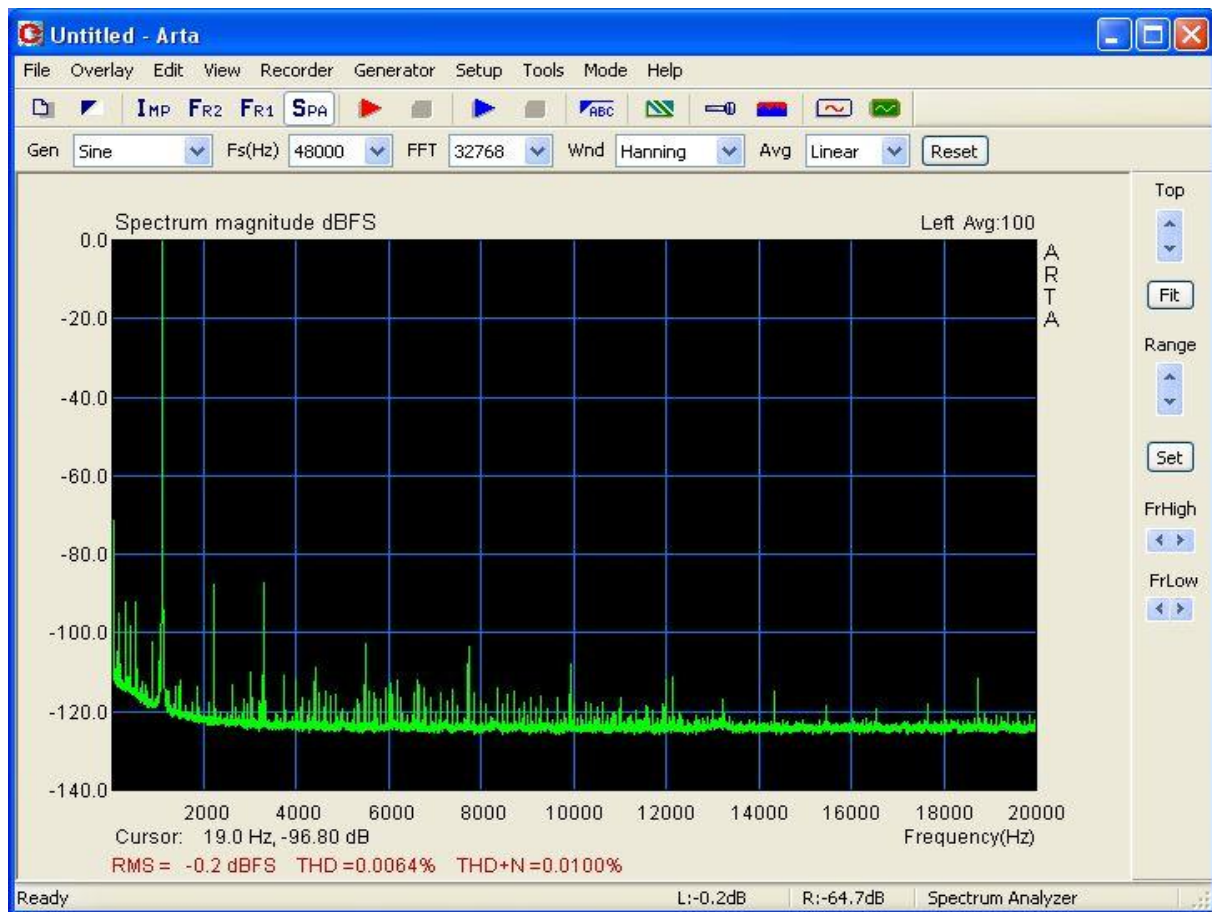 Untitled - Arta
File Overlay Edit View Recorder Generator Setup Tools Mode Help
IMP FR2 FR1 SPA ABC
Gen Sine Fs(Hz) 48000 FFT 32768 Wnd Hanning Avg Linear Reset
Top
Fit
Range
Set
FrHigh
FrLow
Spectrum magnitude dBFS Left Avg:100
ARTA
0.0
-20.0
-40.0
-60.0
-80.0
-100.0
-120.0
-140.0
2000 4000 6000 8000 10000 12000 14000 16000 18000 20000
Cursor: 19.0 Hz, -96.80 dB Frequency(Hz)
RMS = -0.2 dBFS THD =0.0064% THD+N =0.0100%
Ready L:-0.2dB R:-64.7dB Spectrum Analyzer